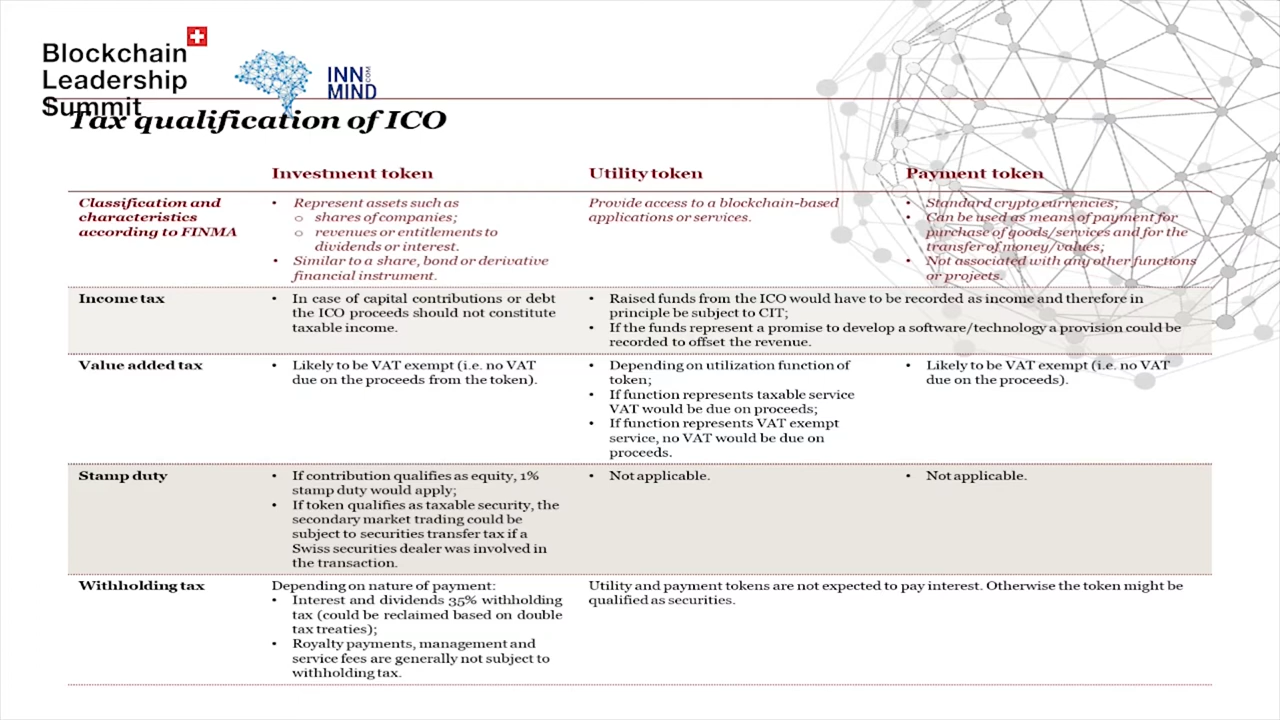 Blockchain
Leadership
Summit
INN
MIND
.COM
Tax qualification of ICO
Investment token
Utility token
Payment token
Classification and
characteristics
according to FINMA
• Represent assets such as
o shares of companies;
o revenues or entitlements to
dividends or interest.
• Similar to a share, bond or derivative
financial instrument.
Provide access to a blockchain-based
applications or services.
• Standard crypto currencies;
• Can be used as means of payment for
purchase of goods/services and for the
transfer of money/values;
• Not associated with any other functions
or projects.
Income tax
• In case of capital contributions or debt
the ICO proceeds should not constitute
taxable income.
• Raised funds from the ICO would have to be recorded as income and therefore in
principle be subject to CIT;
• If the funds represent a promise to develop a software/technology a provision could be
recorded to offset the revenue.
Value added tax
• Likely to be VAT exempt (i.e. no VAT
due on the proceeds from the token).
• Depending on utilization function of
token;
• If function represents taxable service
VAT would be due on proceeds;
• If function represents VAT exempt
service, no VAT would be due on
proceeds.
• Likely to be VAT exempt (i.e. no VAT
due on the proceeds).
Stamp duty
• If contribution qualifies as equity, 1%
stamp duty would apply;
• If token qualifies as taxable security, the
secondary market trading could be
subject to securities transfer tax if a
Swiss securities dealer was involved in
the transaction.
• Not applicable.
• Not applicable.
Withholding tax
Depending on nature of payment:
• Interest and dividends 35% withholding
tax (could be reclaimed based on double
tax treaties);
• Royalty payments, management and
service fees are generally not subject to
withholding tax.
Utility and payment tokens are not expected to pay interest. Otherwise the token might be
qualified as securities.